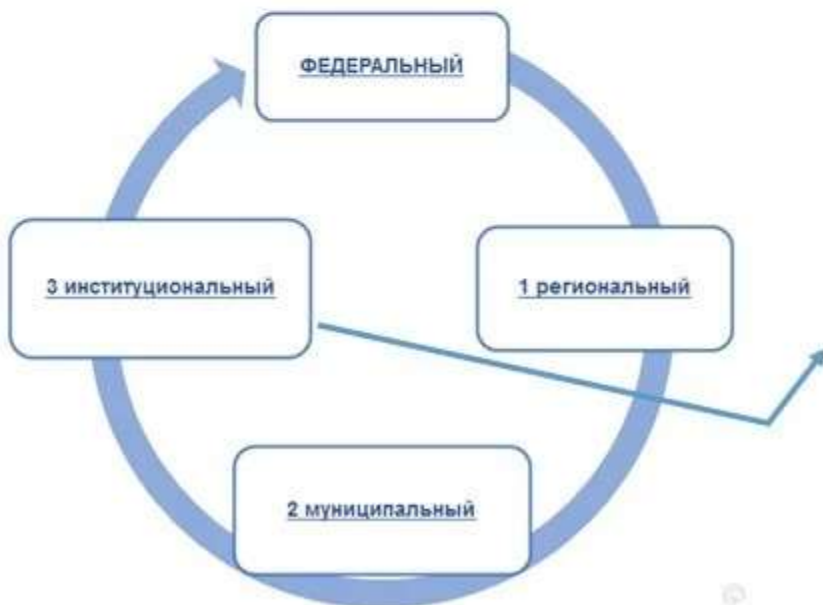 ФЕДЕРАЛЬНЫЙ
1 региональный
2 муниципальный
3 институциональный